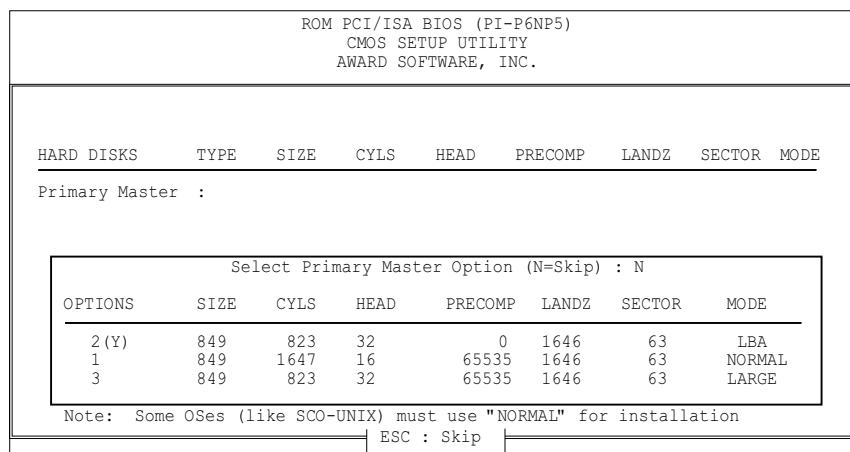 ROM PCI/ISA BIOS (PI-P6NP5)
CMOS SETUP UTILITY
AWARD SOFTWARE, INC.
HARD DISKS TYPE SIZE CYLS HEAD PRECOMP LANDZ SECTOR MODE
Primary Master :
Select Primary Master Option (N=Skip) : N
OPTIONS SIZE CYLS HEAD PRECOMP LANDZ SECTOR MODE
2(Y) 849 823 32 0 1646 63 LBA
1 849 1647 16 65535 1646 63 NORMAL
3 849 823 32 65535 1646 63 LARGE
Note: Some OSes (like SCO-UNIX) must use "NORMAL" for installation
ESC : Skip